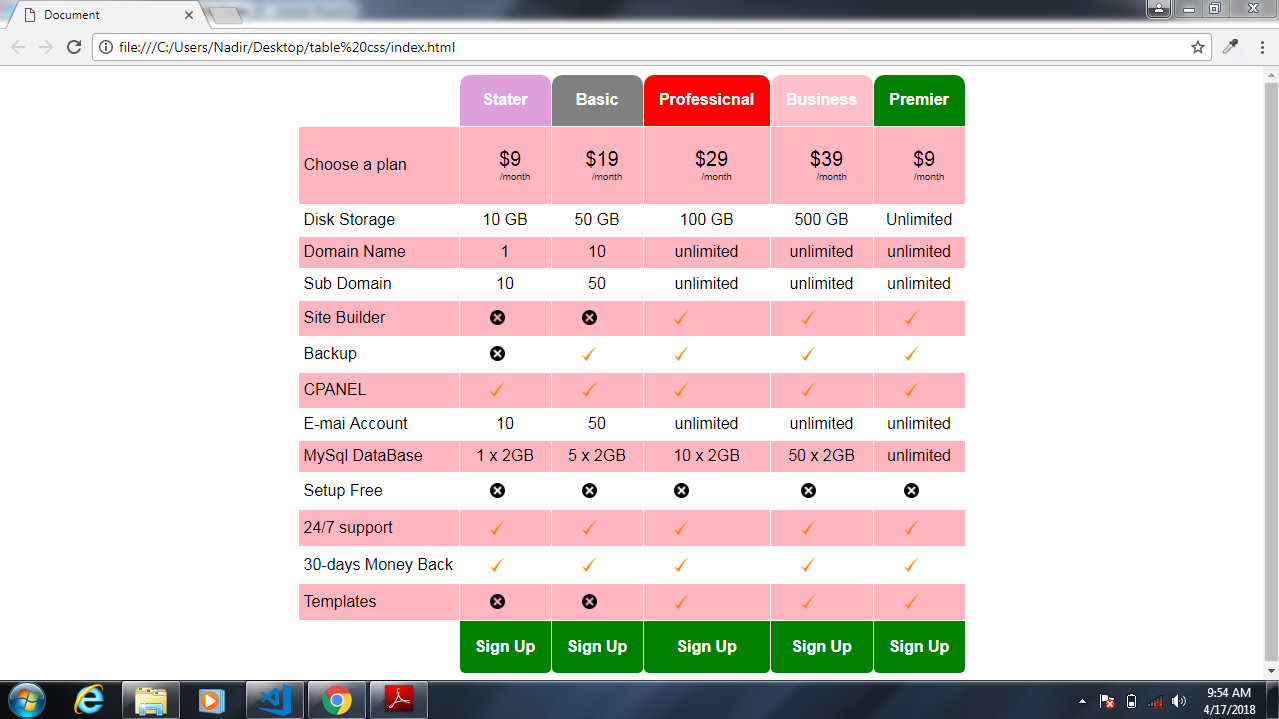 Document
file:///C:/Users/Nadir/Desktop/table%20css/index.html
Stater Basic Professicnal Business Premier
Choose a plan $9 /month $19 /month $29 /month $39 /month $9 /month
Disk Storage 10 GB 50 GB 100 GB 500 GB Unlimited
Domain Name 1 10 unlimited unlimited unlimited
Sub Domain 10 50 unlimited unlimited unlimited
Site Builder
Backup
CPANEL
E-mai Account 10 50 unlimited unlimited unlimited
MySql DataBase 1 x 2GB 5 x 2GB 10 x 2GB 50 x 2GB unlimited
Setup Free
24/7 support
30-days Money Back
Templates
Sign Up Sign Up Sign Up Sign Up Sign Up
9:54 AM
4/17/2018